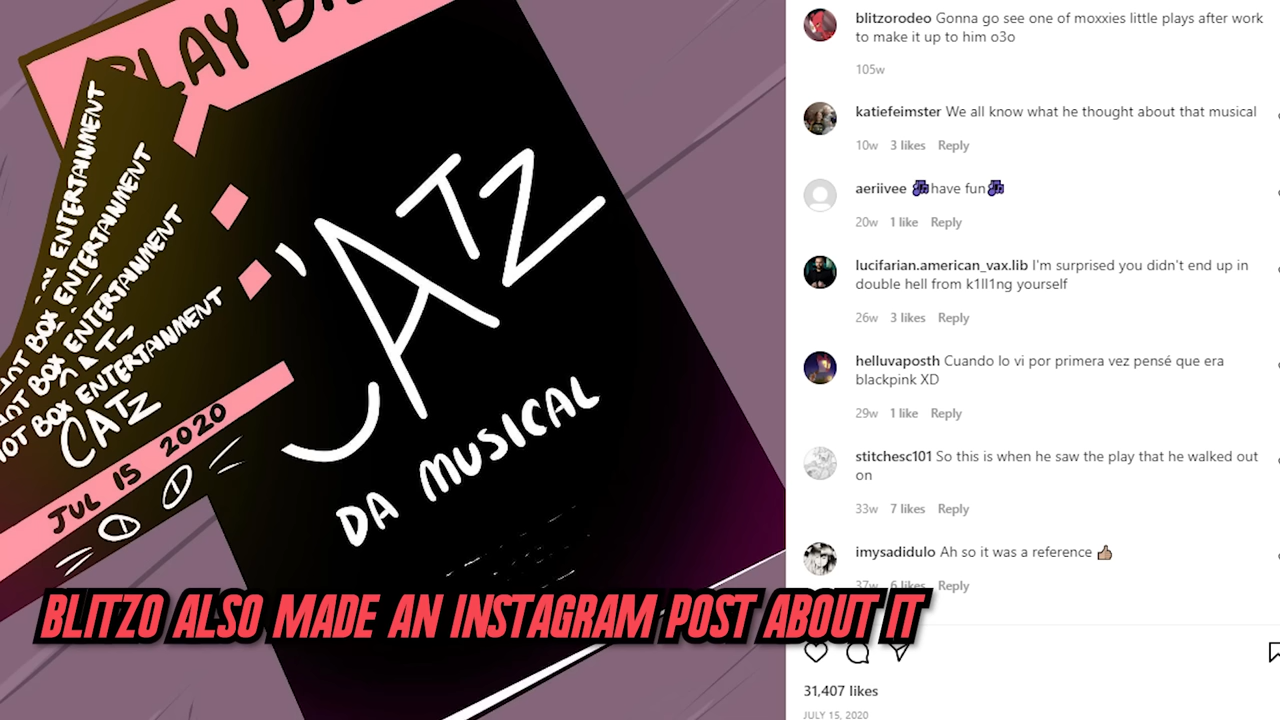 PLAY
'ATZ
DA MUSICAL
ENTERTAINMENT
BOX ENTERTAINMENT
BOX ENTERTAINMENT
BOX ENTERTAINMENT
CATZ
JUL 15 2020
BLITZO ALSO MADE AN INSTAGRAM POST ABOUT IT
blitzorodeo Gonna go see one of moxxies little plays after work
to make it up to him o3o
105w
katiefeimster We all know what he thought about that musical
10w 3 likes Reply
aeriivee 🎶have fun🎶
20w 1 like Reply
lucifarian.american_vax.lib I'm surprised you didn't end up in
double hell from k1ll1ng yourself
26w 3 likes Reply
helluvaposth Cuando lo vi por primera vez pensé que era
blackpink XD
29w 1 like Reply
stitchesc101 So this is when he saw the play that he walked out
on
33w 7 likes Reply
imysadidulo Ah so it was a reference 👍🏽
37w 6 likes Reply
31,407 likes
JULY 15, 2020